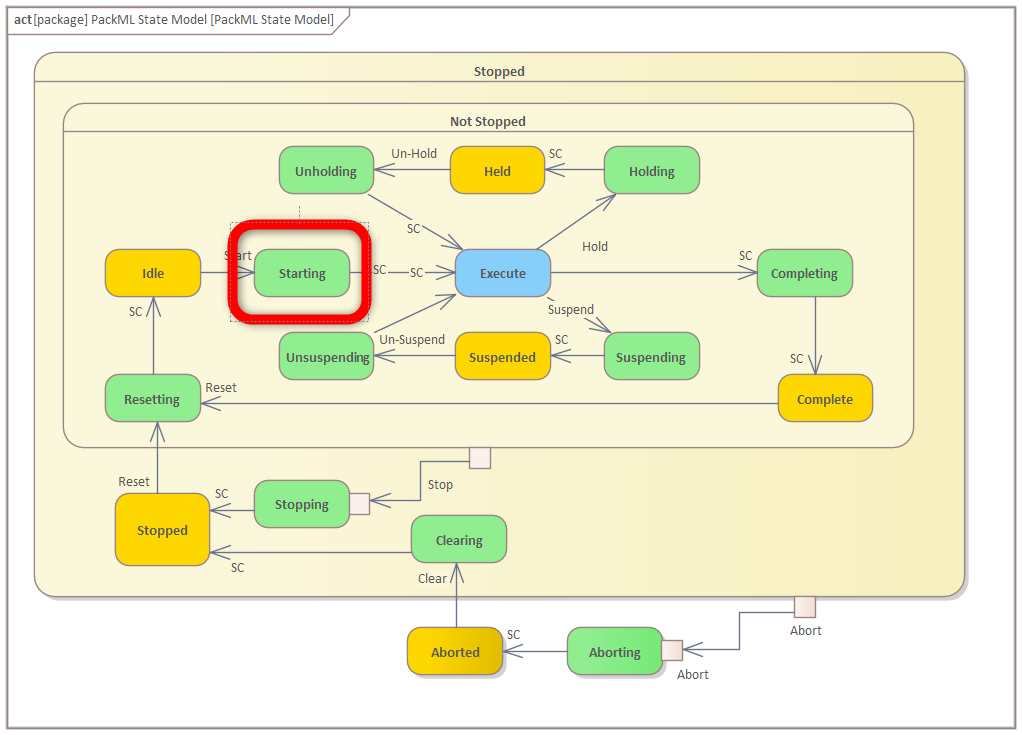 act [package] PackML State Model [PackML State Model]
Stopped
Not Stopped
Un-Hold
SC
Unholding
Held
Holding
SC
Hold
Start
SC
SC
SC
Idle
Starting
Execute
Completing
SC
Suspend
Un-Suspend
SC
SC
Unsuspending
Suspended
Suspending
Reset
Resetting
Complete
Reset
SC
Stop
Stopped
Stopping
Clearing
SC
Clear
Abort
SC
Aborted
Aborting
Abort